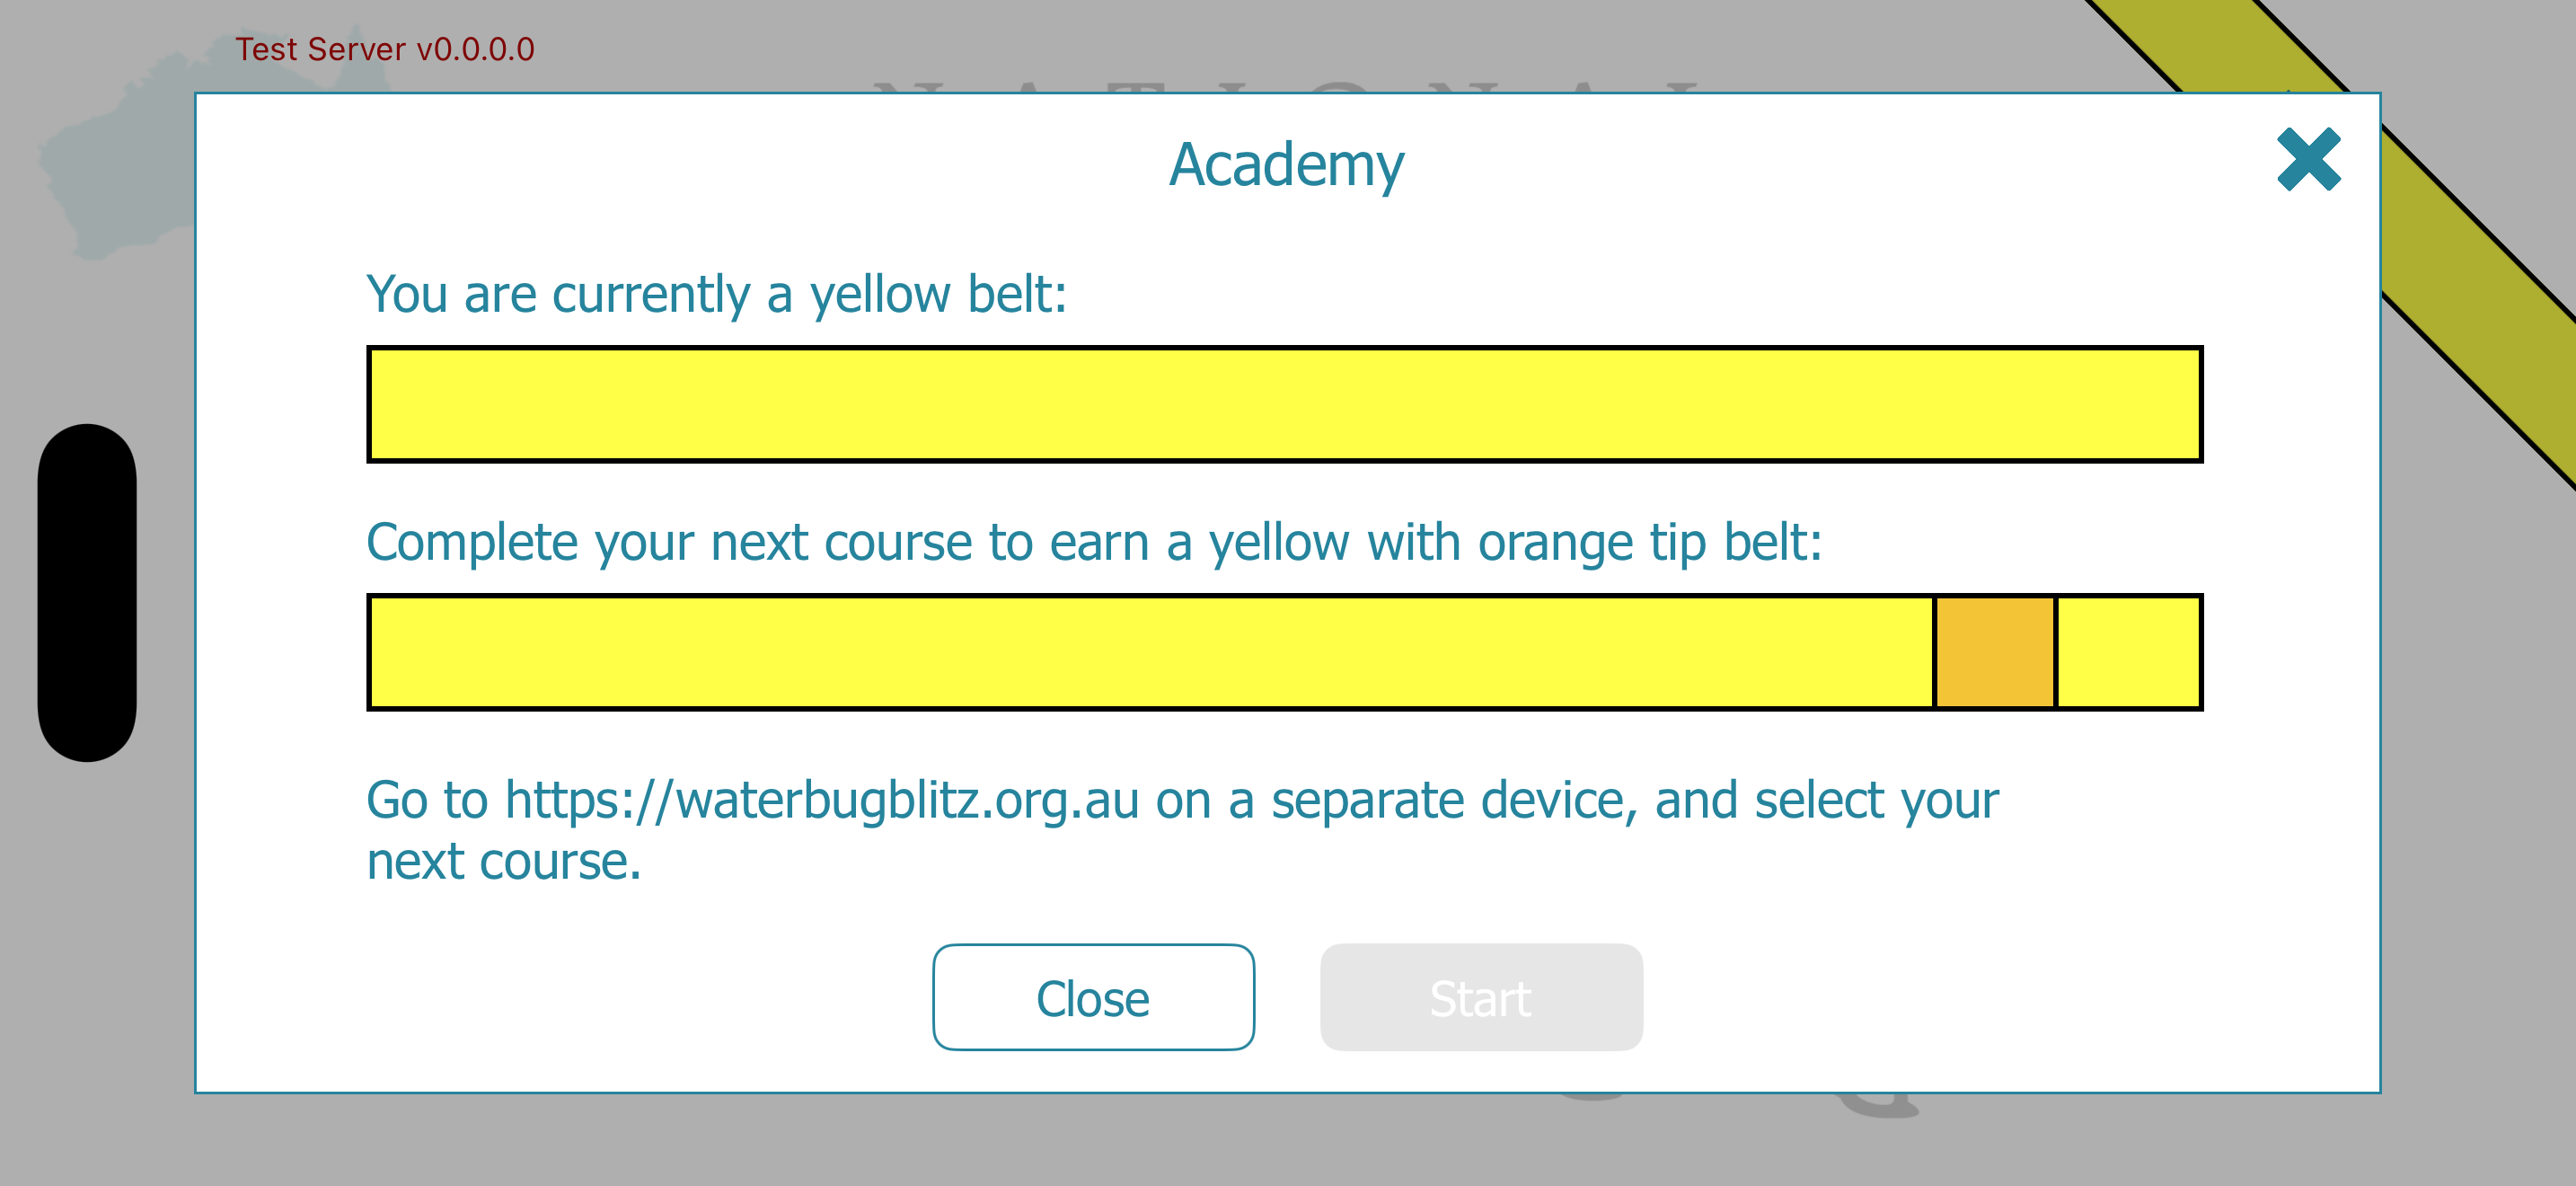 Test Server v0.0.0.0
Academy
You are currently a yellow belt:
Complete your next course to earn a yellow with orange tip belt:
Go to https://waterbugblitz.org.au on a separate device, and select your
next course.
Close
Start